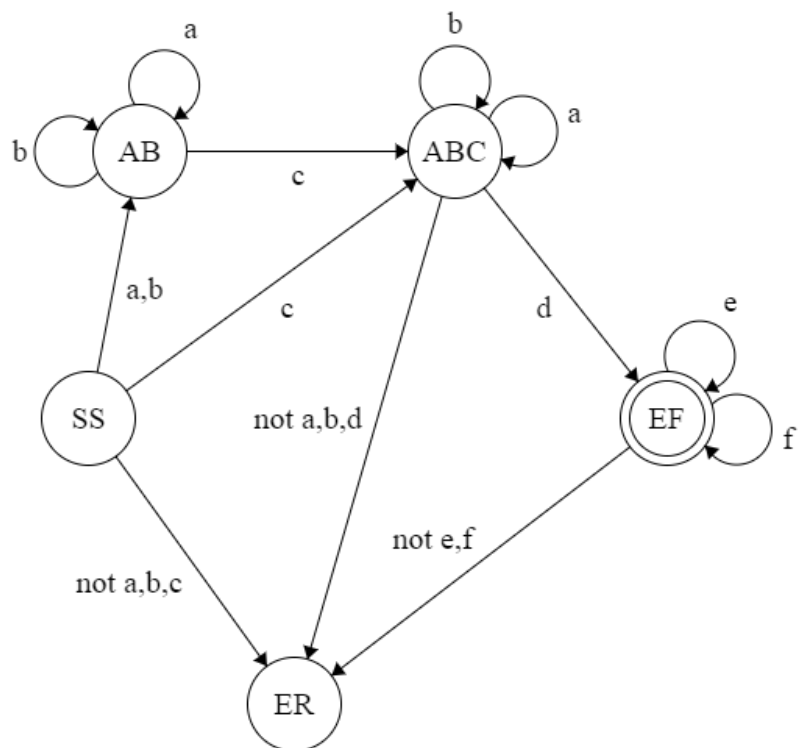 a
b
b
AB
ABC
a
c
a,b
c
d
e
SS
not a,b,d
EF
f
not e,f
not a,b,c
ER